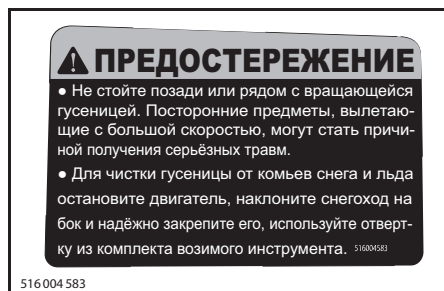 ПРЕДОСТЕРЕЖЕНИЕ
● Не стойте позади или рядом с вращающейся
гусеницей. Посторонние предметы, вылетаю-
щие с большой скоростью, могут стать причи-
ной получения серьёзных травм.
● Для чистки гусеницы от комьев снега и льда
остановите двигатель, наклоните снегоход на
бок и надёжно закрепите его, используйте отверт-
ку из комплекта возимого инструмента. 516004583
516 004 583